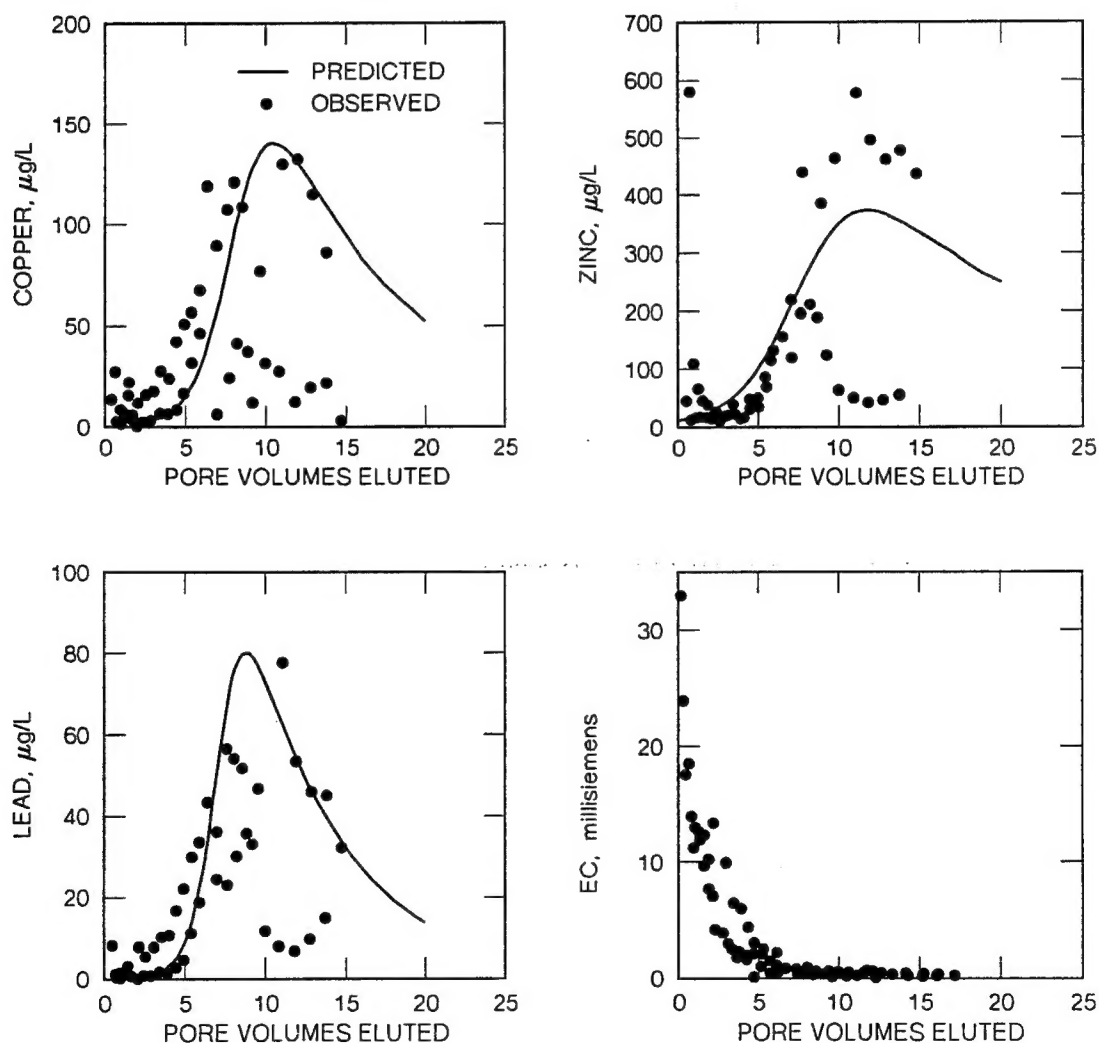 200
150
100
50
0
COPPER, μg/L
PREDICTED
OBSERVED
0 5 10 15 20 25
PORE VOLUMES ELUTED
700
600
500
400
300
200
100
0
ZINC, μg/L
0 5 10 15 20 25
PORE VOLUMES ELUTED
100
80
60
40
20
0
LEAD, μg/L
0 5 10 15 20 25
PORE VOLUMES ELUTED
30
20
10
0
EC, millisiemens
0 5 10 15 20 25
PORE VOLUMES ELUTED